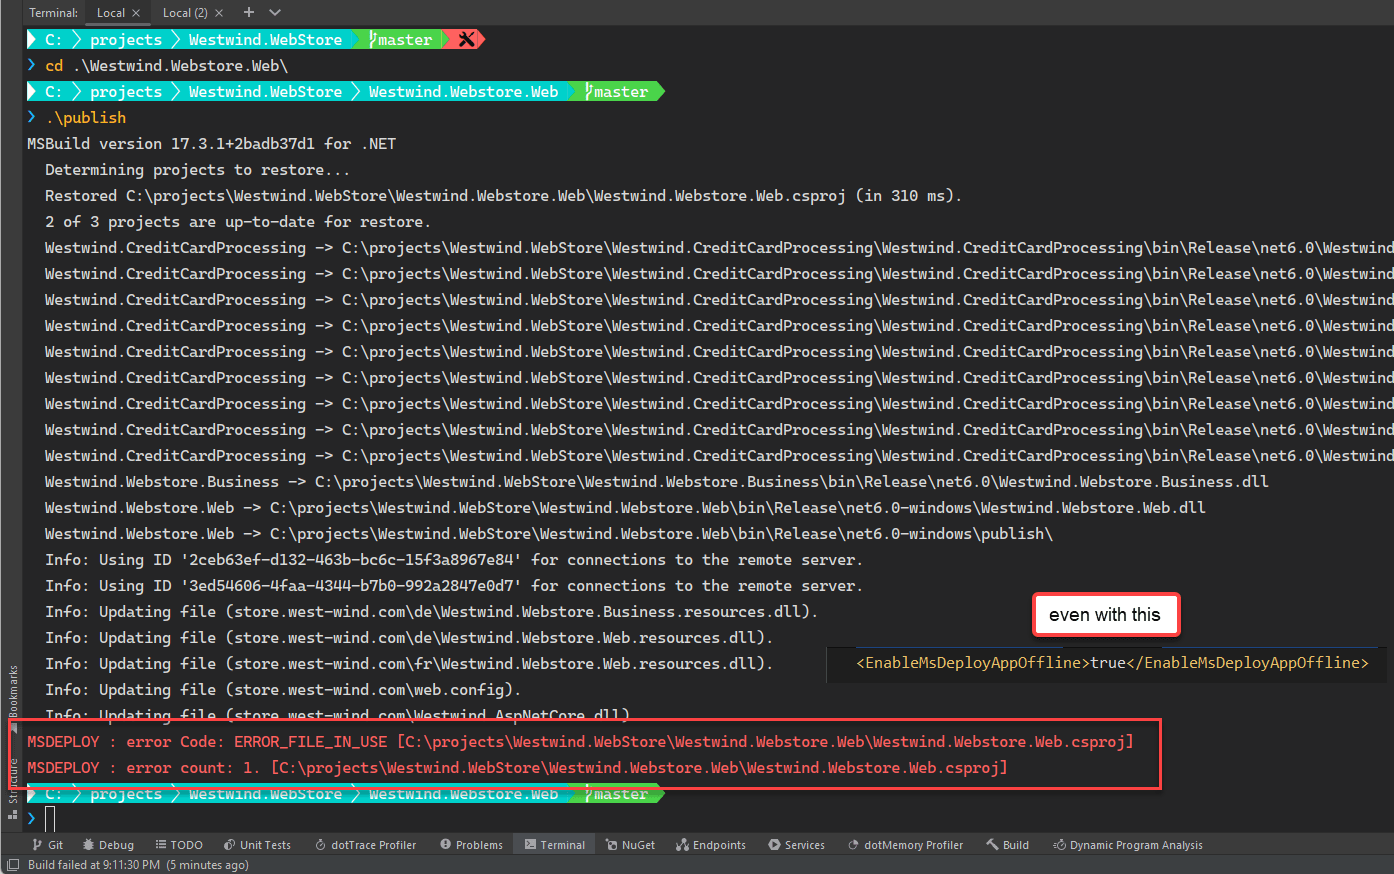 Terminal: Local × Local (2) × +
C: projects Westwind.WebStore master
cd .\Westwind.Webstore.Web\
C: projects Westwind.WebStore Westwind.Webstore.Web master
.\publish
MSBuild version 17.3.1+2badb37d1 for .NET
Determining projects to restore...
Restored C:\projects\Westwind.WebStore\Westwind.Webstore.Web\Westwind.Webstore.Web.csproj (in 310 ms).
2 of 3 projects are up-to-date for restore.
Westwind.CreditCardProcessing -> C:\projects\Westwind.WebStore\Westwind.CreditCardProcessing\Westwind.CreditCardProcessing\bin\Release\net6.0\Westwind
Westwind.CreditCardProcessing -> C:\projects\Westwind.WebStore\Westwind.CreditCardProcessing\Westwind.CreditCardProcessing\bin\Release\net6.0\Westwind
Westwind.CreditCardProcessing -> C:\projects\Westwind.WebStore\Westwind.CreditCardProcessing\Westwind.CreditCardProcessing\bin\Release\net6.0\Westwind
Westwind.CreditCardProcessing -> C:\projects\Westwind.WebStore\Westwind.CreditCardProcessing\Westwind.CreditCardProcessing\bin\Release\net6.0\Westwind
Westwind.CreditCardProcessing -> C:\projects\Westwind.WebStore\Westwind.CreditCardProcessing\Westwind.CreditCardProcessing\bin\Release\net6.0\Westwind
Westwind.CreditCardProcessing -> C:\projects\Westwind.WebStore\Westwind.CreditCardProcessing\Westwind.CreditCardProcessing\bin\Release\net6.0\Westwind
Westwind.CreditCardProcessing -> C:\projects\Westwind.WebStore\Westwind.CreditCardProcessing\Westwind.CreditCardProcessing\bin\Release\net6.0\Westwind
Westwind.CreditCardProcessing -> C:\projects\Westwind.WebStore\Westwind.CreditCardProcessing\Westwind.CreditCardProcessing\bin\Release\net6.0\Westwind
Westwind.CreditCardProcessing -> C:\projects\Westwind.WebStore\Westwind.CreditCardProcessing\Westwind.CreditCardProcessing\bin\Release\net6.0\Westwind
Westwind.Webstore.Business -> C:\projects\Westwind.WebStore\Westwind.Webstore.Business\bin\Release\net6.0\Westwind.Webstore.Business.dll
Westwind.Webstore.Web -> C:\projects\Westwind.WebStore\Westwind.Webstore.Web\bin\Release\net6.0-windows\Westwind.Webstore.Web.dll
Westwind.Webstore.Web -> C:\projects\Westwind.WebStore\Westwind.Webstore.Web\bin\Release\net6.0-windows\publish\
Info: Using ID '2ceb63ef-d132-463b-bc6c-15f3a8967e84' for connections to the remote server.
Info: Using ID '3ed54606-4faa-4344-b7b0-992a2847e0d7' for connections to the remote server.
Info: Updating file (store.west-wind.com\de\Westwind.Webstore.Business.resources.dll).
even with this
Info: Updating file (store.west-wind.com\de\Westwind.Webstore.Web.resources.dll).
Info: Updating file (store.west-wind.com\fr\Westwind.Webstore.Web.resources.dll).
<EnableMsDeployAppOffline>true</EnableMsDeployAppOffline>
Info: Updating file (store.west-wind.com\web.config).
Info: Updating file (store.west-wind.com\Westwind.AspNetCore.dll)
MSDEPLOY : error Code: ERROR_FILE_IN_USE [C:\projects\Westwind.WebStore\Westwind.Webstore.Web\Westwind.Webstore.Web.csproj]
MSDEPLOY : error count: 1. [C:\projects\Westwind.WebStore\Westwind.Webstore.Web\Westwind.Webstore.Web.csproj]
C: projects Westwind.WebStore Westwind.Webstore.Web master
Bookmarks
Structure
Git Debug TODO Unit Tests dotTrace Profiler Problems Terminal NuGet Endpoints Services dotMemory Profiler Build Dynamic Program Analysis
Build failed at 9:11:30 PM (5 minutes ago)